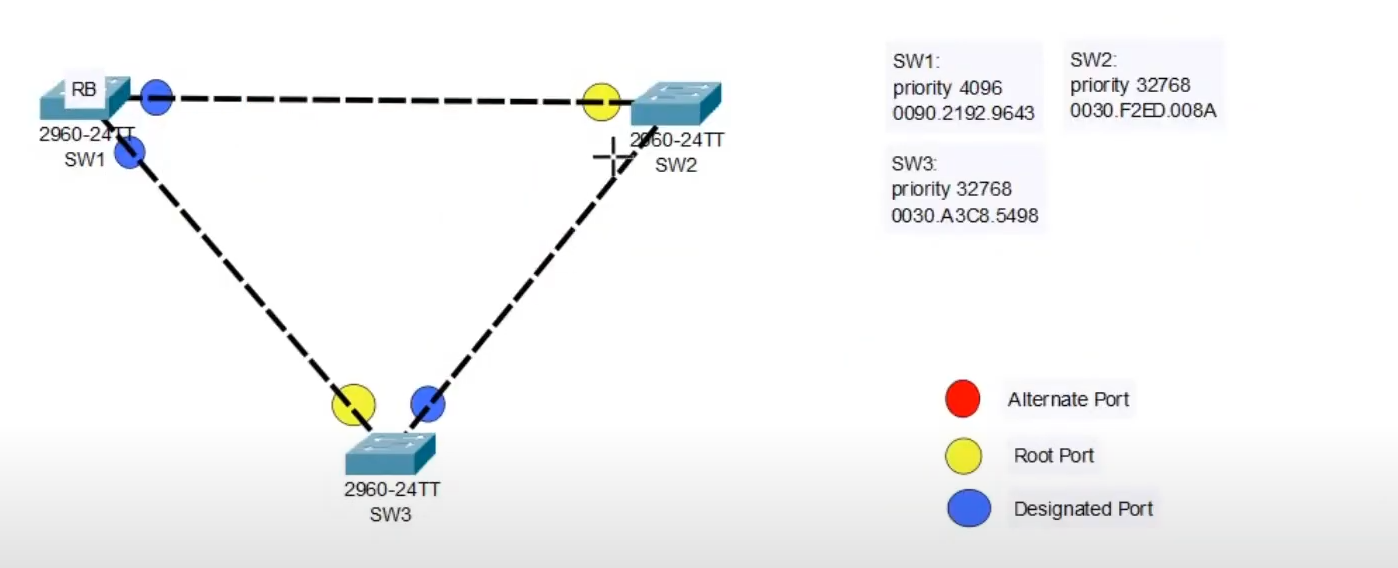 RB
2960-24TT
SW1
2960-24TT
SW2
2960-24TT
SW3
SW1:
priority 4096
0090.2192.9643
SW2:
priority 32768
0030.F2ED.008A
SW3:
priority 32768
0030.A3C8.5498
Alternate Port
Root Port
Designated Port